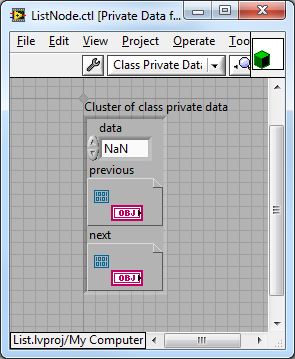 ListNode.ctl [Private Data f...
File Edit View Project Operate Too
Class Private Data
Cluster of class private data
data
NaN
previous
OBJ
next
OBJ
List.lvproj/My Computer